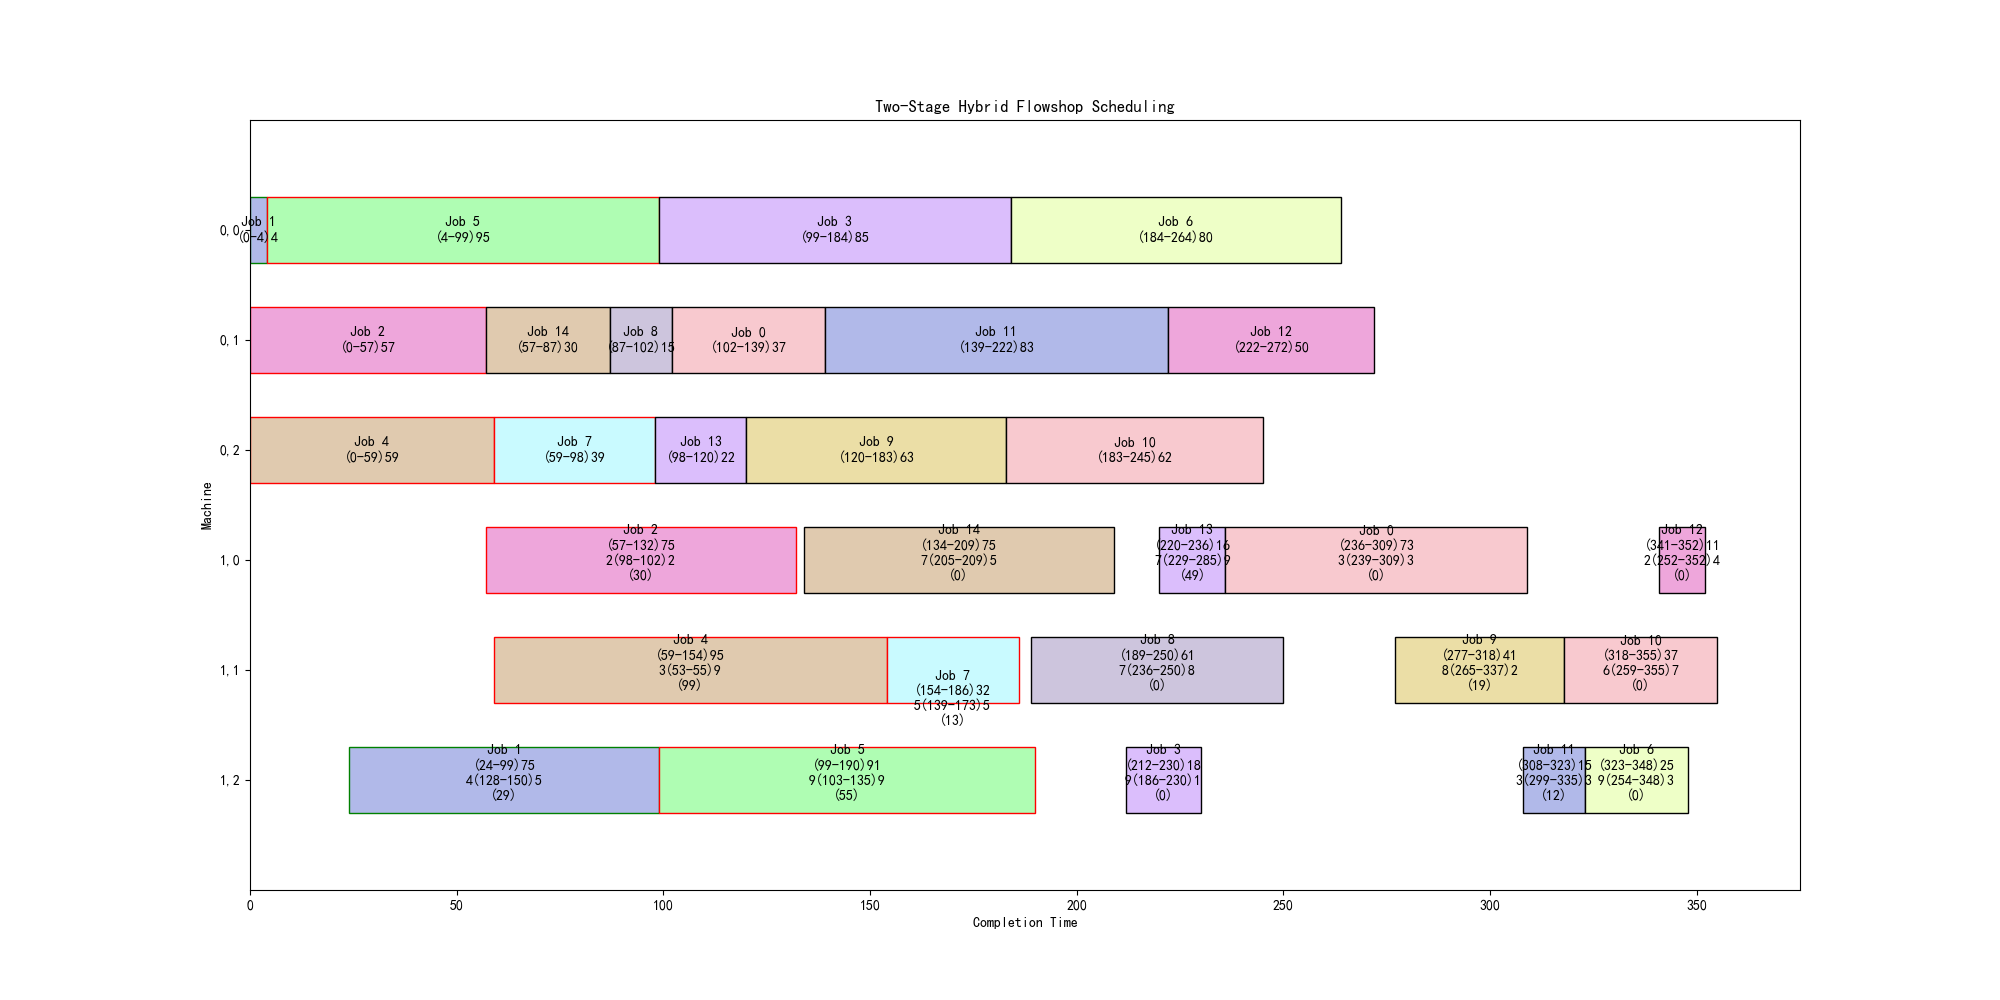 Two-Stage Hybrid Flowshop Scheduling
0,0
Job 1
(0-4)4
Job 5
(4-99)95
Job 3
(99-184)85
Job 6
(184-264)80
0,1
Job 2
(0-57)57
Job 14
(57-87)30
Job 8
(87-102)15
Job 0
(102-139)37
Job 11
(139-222)83
Job 12
(222-272)50
0,2
Job 4
(0-59)59
Job 7
(59-98)39
Job 13
(98-120)22
Job 9
(120-183)63
Job 10
(183-245)62
Machine
1,0
Job 2
(57-132)75
2(98-102)2
(30)
Job 14
(134-209)75
7(205-209)5
(0)
Job 13
(220-236)16
7(229-285)9
(49)
Job 0
(236-309)73
3(239-309)3
(0)
Job 12
(341-352)11
2(252-352)4
(0)
1,1
Job 4
(59-154)95
3(53-55)9
(99)
Job 7
(154-186)32
5(139-173)5
(13)
Job 8
(189-250)61
7(236-250)8
(0)
Job 9
(277-318)41
8(265-337)2
(19)
Job 10
(318-355)37
6(259-355)7
(0)
1,2
Job 1
(24-99)75
4(128-150)5
(29)
Job 5
(99-190)91
9(103-135)9
(55)
Job 3
(212-230)18
9(186-230)1
(0)
Job 11
(308-323)15
3(299-335)3
(12)
Job 6
(323-348)25
9(254-348)3
(0)
0
50
100
150
200
250
300
350
Completion Time